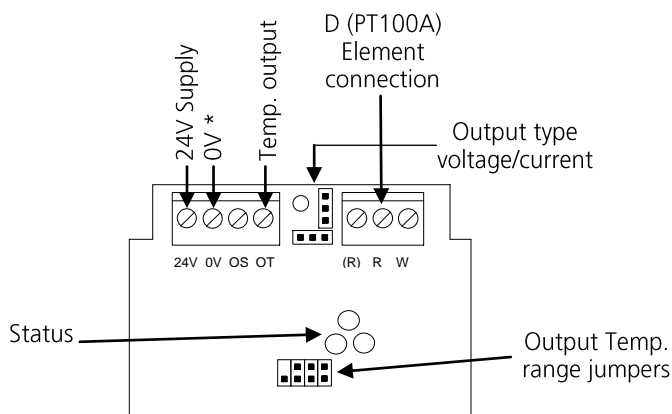 D (PT100A)
Element
connection
24V Supply
0V *
Temp. output
Output type
voltage/current
24V 0V OS OT
(R) R W
Status
Output Temp.
range jumpers